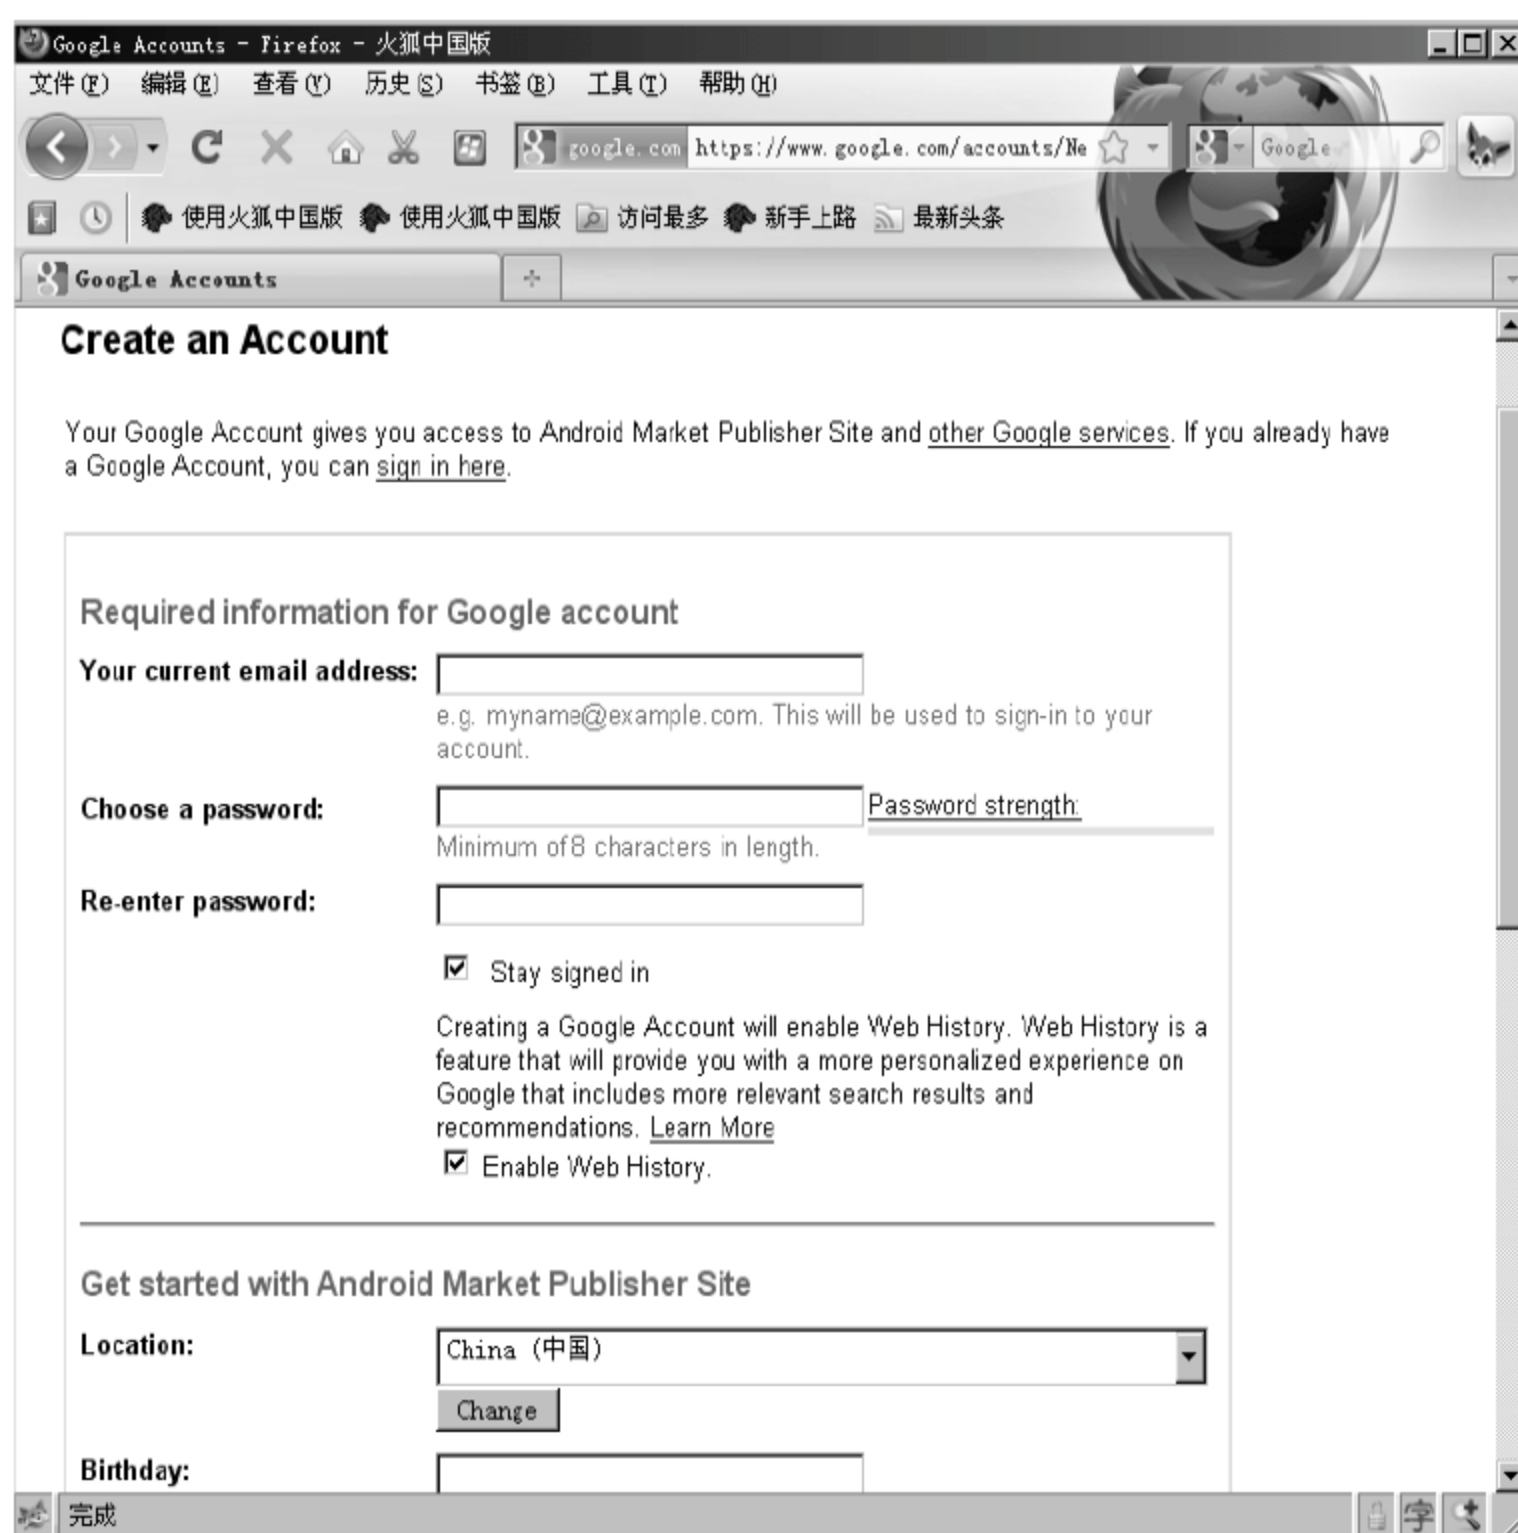 Google Accounts - Firefox - 火狐中国版
文件(F) 编辑(E) 查看(V) 历史(S) 书签(B) 工具(T) 帮助(H)
google.com https://www.google.com/accounts/Ne Google
使用火狐中国版 使用火狐中国版 访问最多 新手上路 最新头条
Google Accounts
Create an Account
Your Google Account gives you access to Android Market Publisher Site and other Google services. If you already have
a Google Account, you can sign in here.
Required information for Google account
Your current email address:
e.g. myname@example.com. This will be used to sign-in to your
account.
Choose a password: Password strength:
Minimum of 8 characters in length.
Re-enter password:
Stay signed in
Creating a Google Account will enable Web History. Web History is a
feature that will provide you with a more personalized experience on
Google that includes more relevant search results and
recommendations. Learn More
Enable Web History.
Get started with Android Market Publisher Site
Location: China (中国)
Change
Birthday:
完成 字